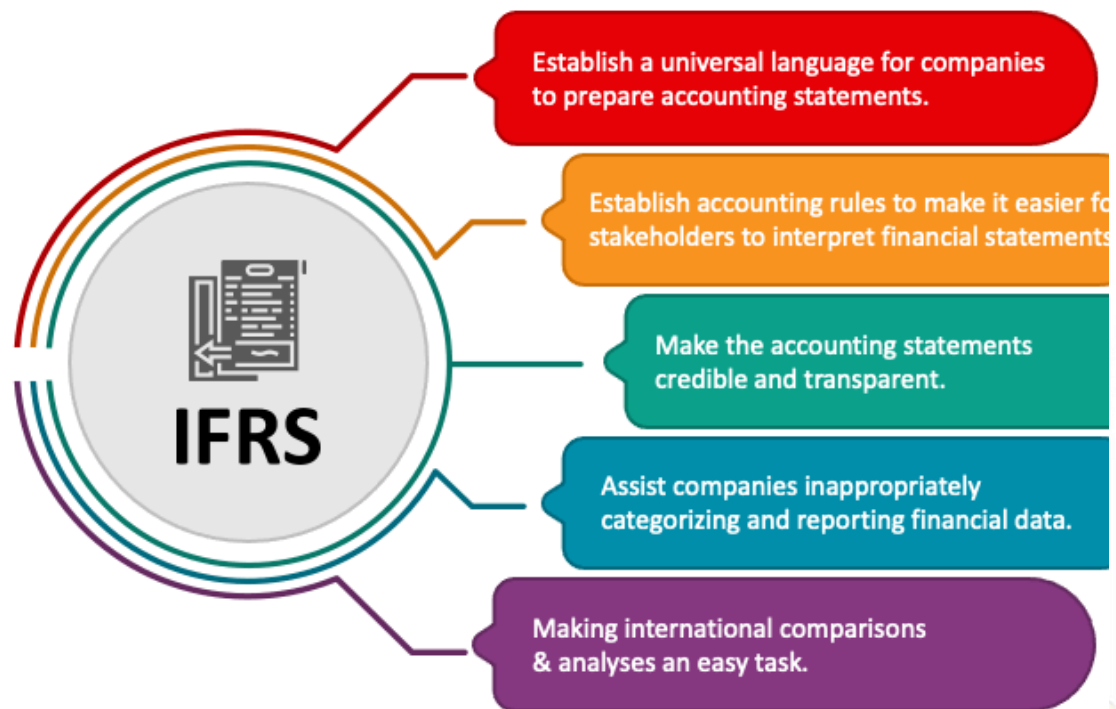 Establish a universal language for companies
to prepare accounting statements.
Establish accounting rules to make it easier fo
stakeholders to interpret financial statements
Make the accounting statements
credible and transparent.
IFRS
Assist companies inappropriately
categorizing and reporting financial data.
Making international comparisons
& analyses an easy task.